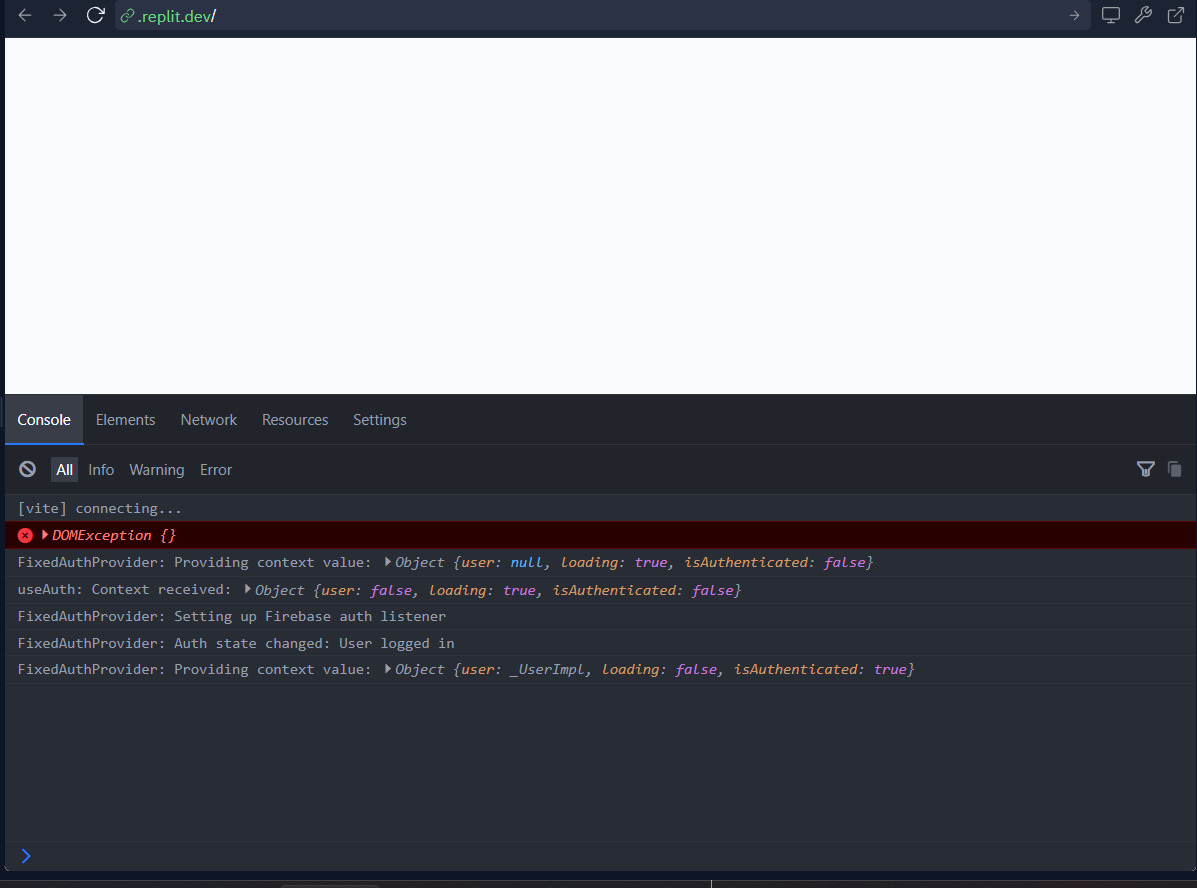 .replit.dev/
Console Elements Network Resources Settings
All Info Warning Error
[vite] connecting...
DOMException {}
FixedAuthProvider: Providing context value: Object {user: null, loading: true, isAuthenticated: false}
useAuth: Context received: Object {user: false, loading: true, isAuthenticated: false}
FixedAuthProvider: Setting up Firebase auth listener
FixedAuthProvider: Auth state changed: User logged in
FixedAuthProvider: Providing context value: Object {user: _UserImpl, loading: false, isAuthenticated: true}